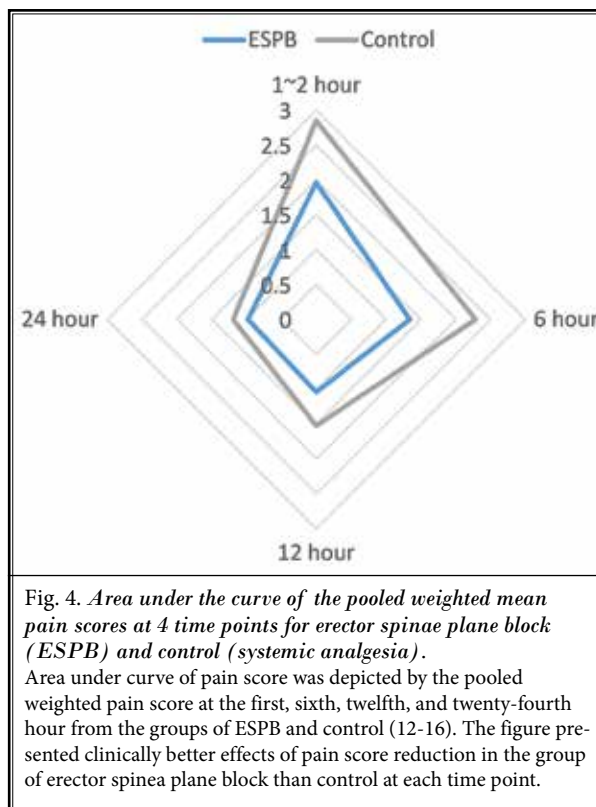 ESPB Control
1~2 hour
3
2.5
2
1.5
1
0.5
0
24 hour
6 hour
12 hour
Fig. 4. Area under the curve of the pooled weighted mean
pain scores at 4 time points for erector spinae plane block
(ESPB) and control (systemic analgesia).
Area under curve of pain score was depicted by the pooled
weighted pain score at the first, sixth, twelfth, and twenty-fourth
hour from the groups of ESPB and control (12-16). The figure pre-
sented clinically better effects of pain score reduction in the group
of erector spinea plane block than control at each time point.